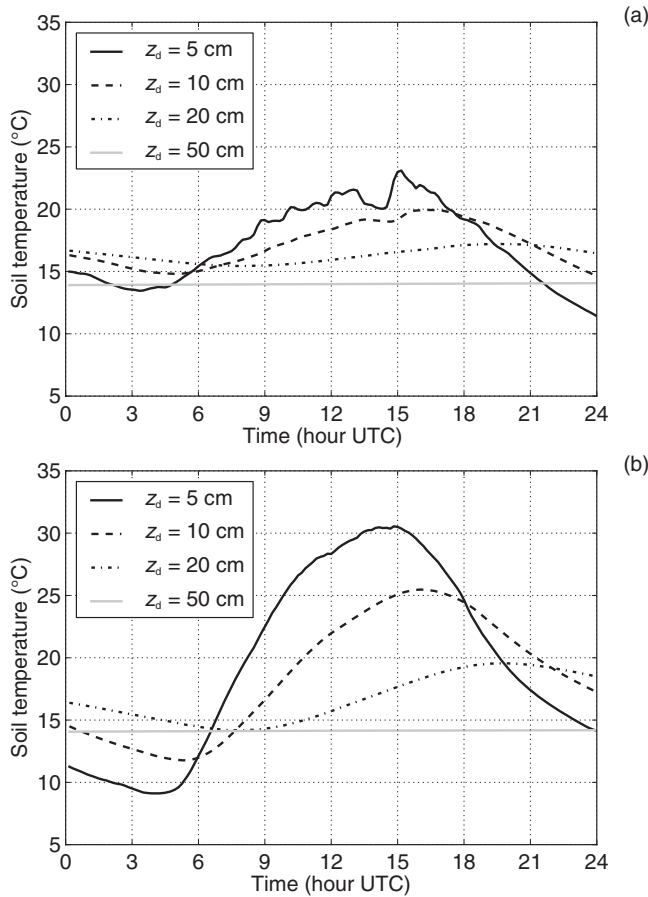 (a)
35
30
25
20
15
10
5
Soil temperature (°C)
z_d = 5 cm
z_d = 10 cm
z_d = 20 cm
z_d = 50 cm
0 3 6 9 12 15 18 21 24
Time (hour UTC)
(b)
35
30
25
20
15
10
5
Soil temperature (°C)
z_d = 5 cm
z_d = 10 cm
z_d = 20 cm
z_d = 50 cm
0 3 6 9 12 15 18 21 24
Time (hour UTC)